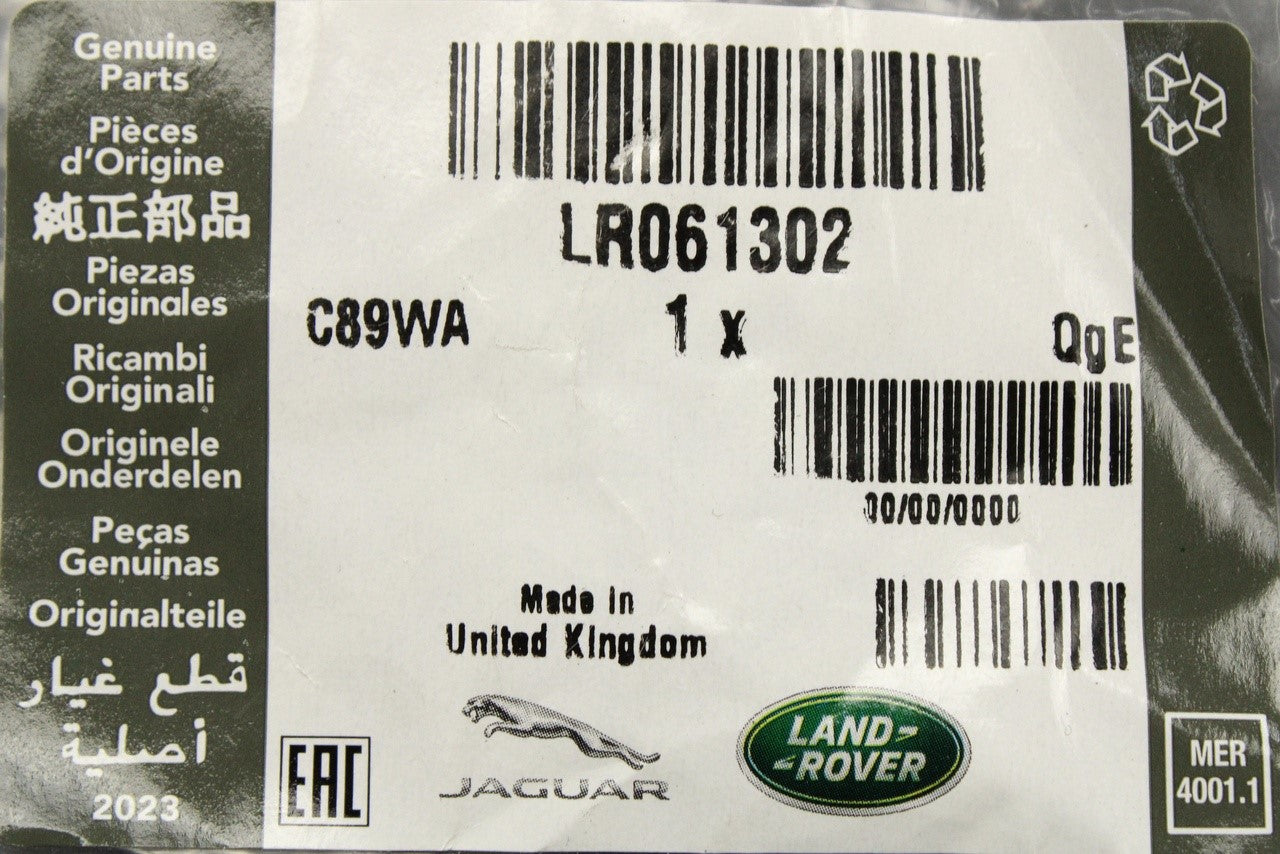 Genuine
Parts
Pièces
d'Origine
純正部品
Piezas
Originales
Ricambi
Originali
Originele
Onderdelen
Peças
Genuinas
Originalteile
قطع غيار
أصلية
2023
LR061302
C89WA
1 x
QgE
00/00/0000
Made in
United Kingdom
EAC
JAGUAR
LAND
ROVER
MER
4001.1